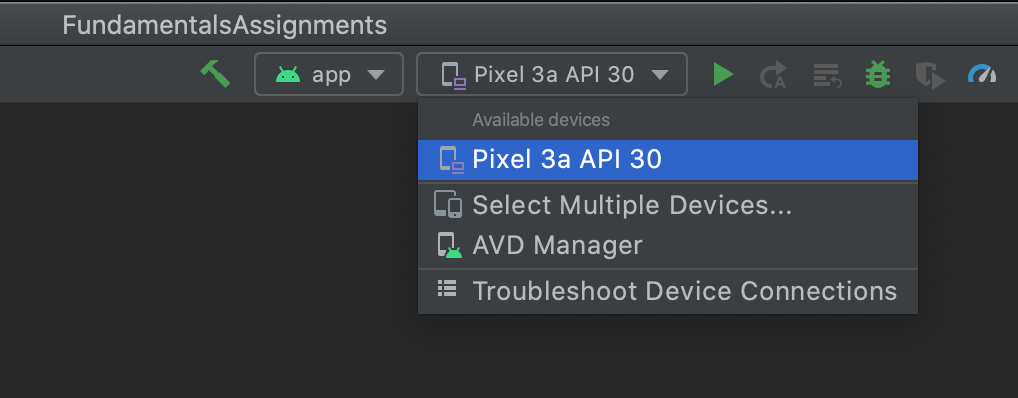 FundamentalsAssignments
app Pixel 3a API 30
Available devices
Pixel 3a API 30
Select Multiple Devices...
AVD Manager
Troubleshoot Device Connections